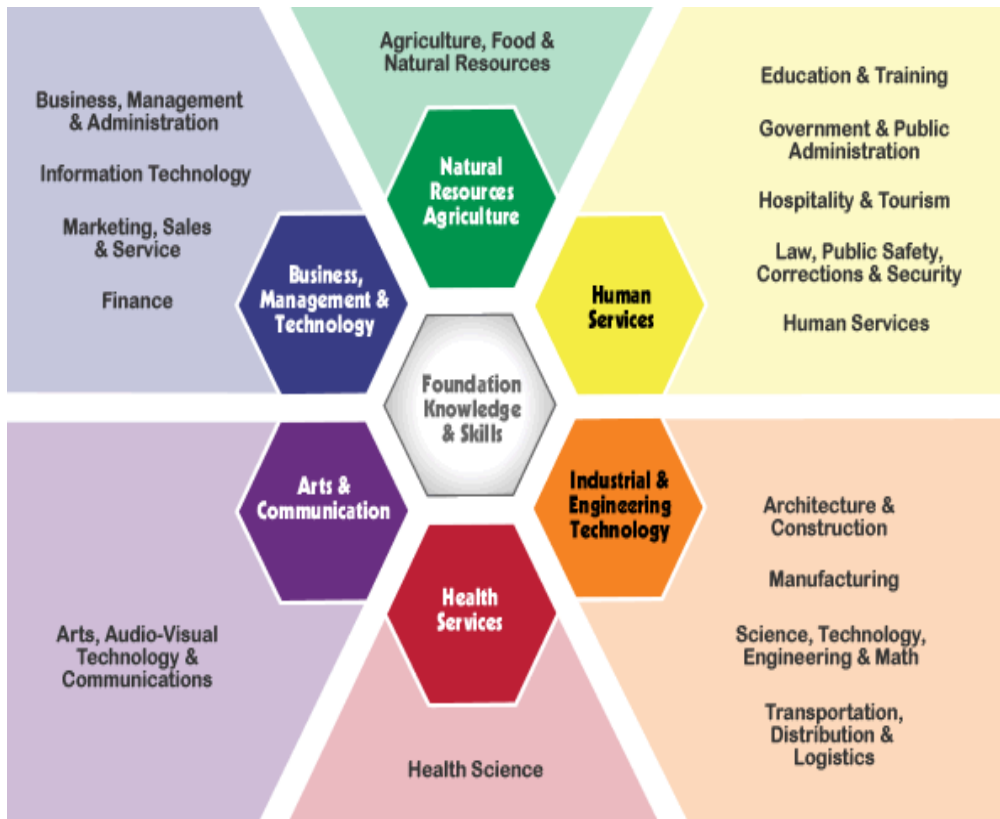 Agriculture, Food &
Natural Resources
Natural
Resources
Agriculture
Business, Management
& Administration
Information Technology
Marketing, Sales
& Service
Finance
Business,
Management &
Technology
Education & Training
Government & Public
Administration
Hospitality & Tourism
Law, Public Safety,
Corrections & Security
Human Services
Human
Services
Foundation
Knowledge
& Skills
Arts &
Communication
Arts, Audio-Visual
Technology &
Communications
Health
Services
Health Science
Industrial &
Engineering
Technology
Architecture &
Construction
Manufacturing
Science, Technology,
Engineering & Math
Transportation,
Distribution &
Logistics